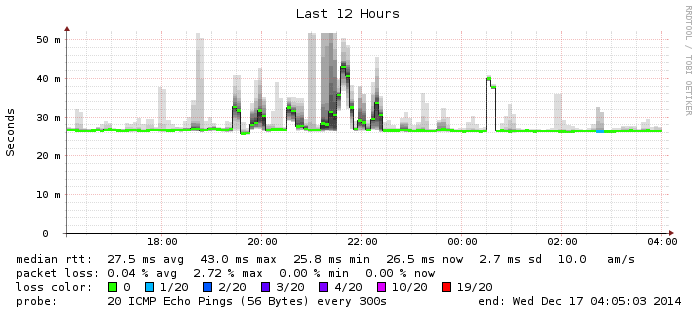 Last 12 Hours
RRDTOOL / TOBI OETIKER
Seconds
50 m
40 m
30 m
20 m
10 m
0
18:00 20:00 22:00 00:00 02:00 04:00
median rtt: 27.5 ms avg 43.0 ms max 25.8 ms min 26.5 ms now 2.7 ms sd 10.0 am/s
packet loss: 0.04 % avg 2.72 % max 0.00 % min 0.00 % now
loss color: 0 1/20 2/20 3/20 4/20 10/20 19/20
probe: 20 ICMP Echo Pings (56 Bytes) every 300s end: Wed Dec 17 04:05:03 2014